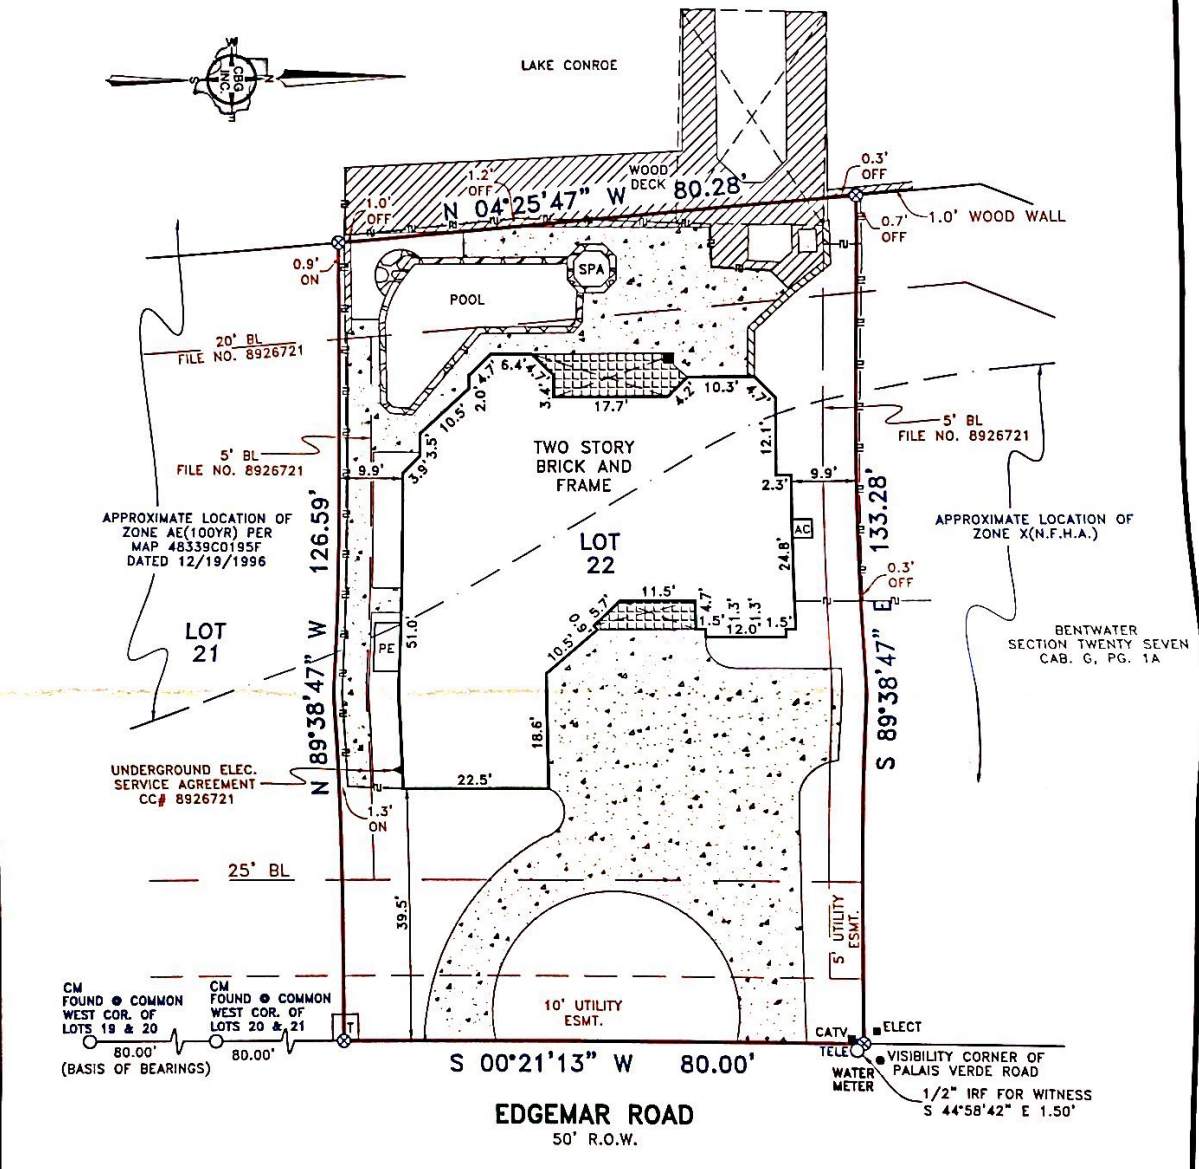 W
S
N
E
CBG
INC.
LAKE CONROE
WOOD
DECK
0.3'
OFF
1.2'
OFF
1.0'
OFF
N 04°25'47" W 80.28'
0.7'
OFF
1.0' WOOD WALL
0.9'
ON
SPA
POOL
20' BL
FILE NO. 8926721
6.4'
4.7'
4.7'
2.0'
3.4'
17.7'
4.2'
10.3'
4.7'
10.5'
3.5'
3.9'
12.1'
5' BL
FILE NO. 8926721
5' BL
FILE NO. 8926721
TWO STORY
BRICK AND
FRAME
9.9'
2.3'
9.9'
APPROXIMATE LOCATION OF
ZONE AE(100YR) PER
MAP 48339C0195F
DATED 12/19/1996
N 89°38'47" W 126.59'
LOT
22
AC
24.8'
S 89°38'47" E 133.28'
APPROXIMATE LOCATION OF
ZONE X(N.F.H.A.)
0.3'
OFF
11.5'
5.7'
4.7'
1.5'
1.3'
1.3'
1.5'
12.0'
10.5'
51.0'
LOT
21
PE
BENTWATER
SECTION TWENTY SEVEN
CAB. G, PG. 1A
18.6'
22.5'
UNDERGROUND ELEC.
SERVICE AGREEMENT
CC# 8926721
1.3'
ON
25' BL
39.5'
5' UTILITY
ESMT.
10' UTILITY
ESMT.
CM
FOUND @ COMMON
WEST COR. OF
LOTS 19 & 20
CM
FOUND @ COMMON
WEST COR. OF
LOTS 20 & 21
T
80.00'
80.00'
(BASIS OF BEARINGS)
S 00°21'13" W 80.00'
CATV
ELECT
TELE
WATER
METER
VISIBILITY CORNER OF
PALAIS VERDE ROAD
1/2" IRF FOR WITNESS
S 44°58'42" E 1.50'
EDGEMAR ROAD
50' R.O.W.